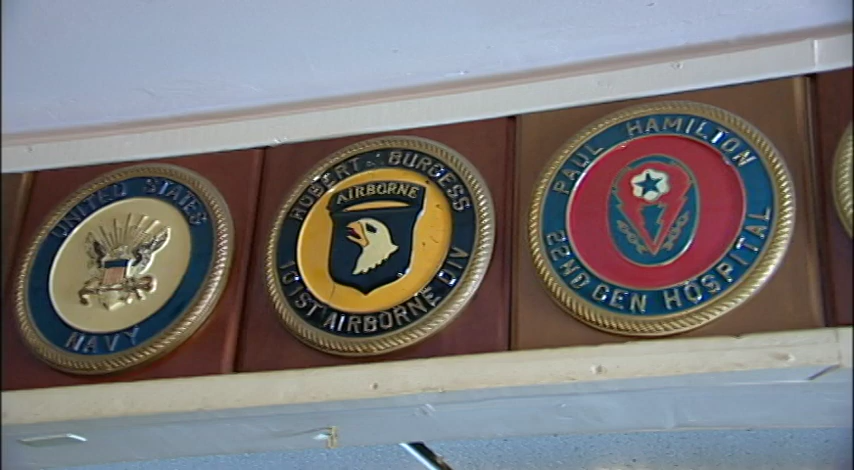 UNITED STATES
NAVY
ROBERT BURGESS
AIRBORNE
101ST AIRBORNE DIV
PAUL HAMILTON
22ND GEN HOSPITAL